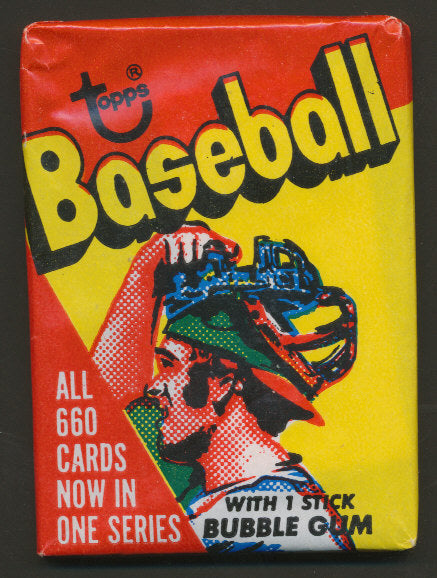 Topps®
Baseball
ALL
660
CARDS
NOW IN
ONE SERIES
WITH 1 STICK
BUBBLE GUM